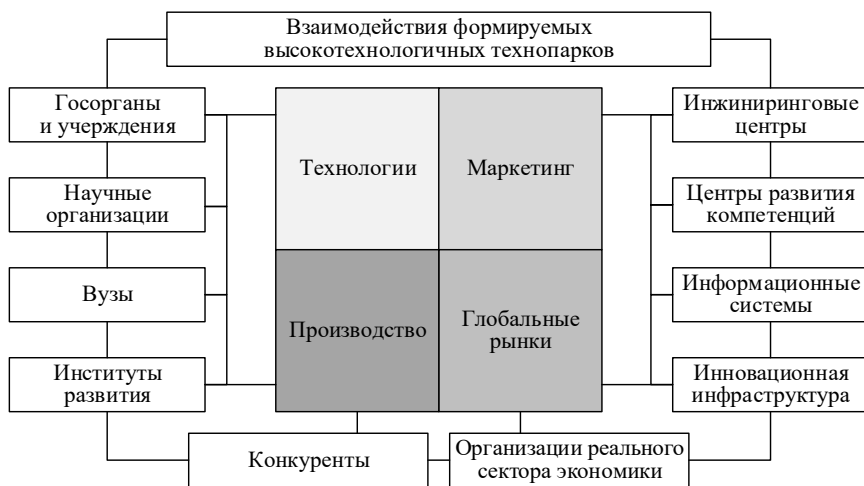 Взаимодействия формируемых
высокотехнологичных технопарков
Госорганы
и учерждения
Научные
организации
Вузы
Институты
развития
Технологии
Маркетинг
Производство
Глобальные
рынки
Инжиниринговые
центры
Центры развития
компетенций
Информационные
системы
Инновационная
инфраструктура
Конкуренты
Организации реального
сектора экономики